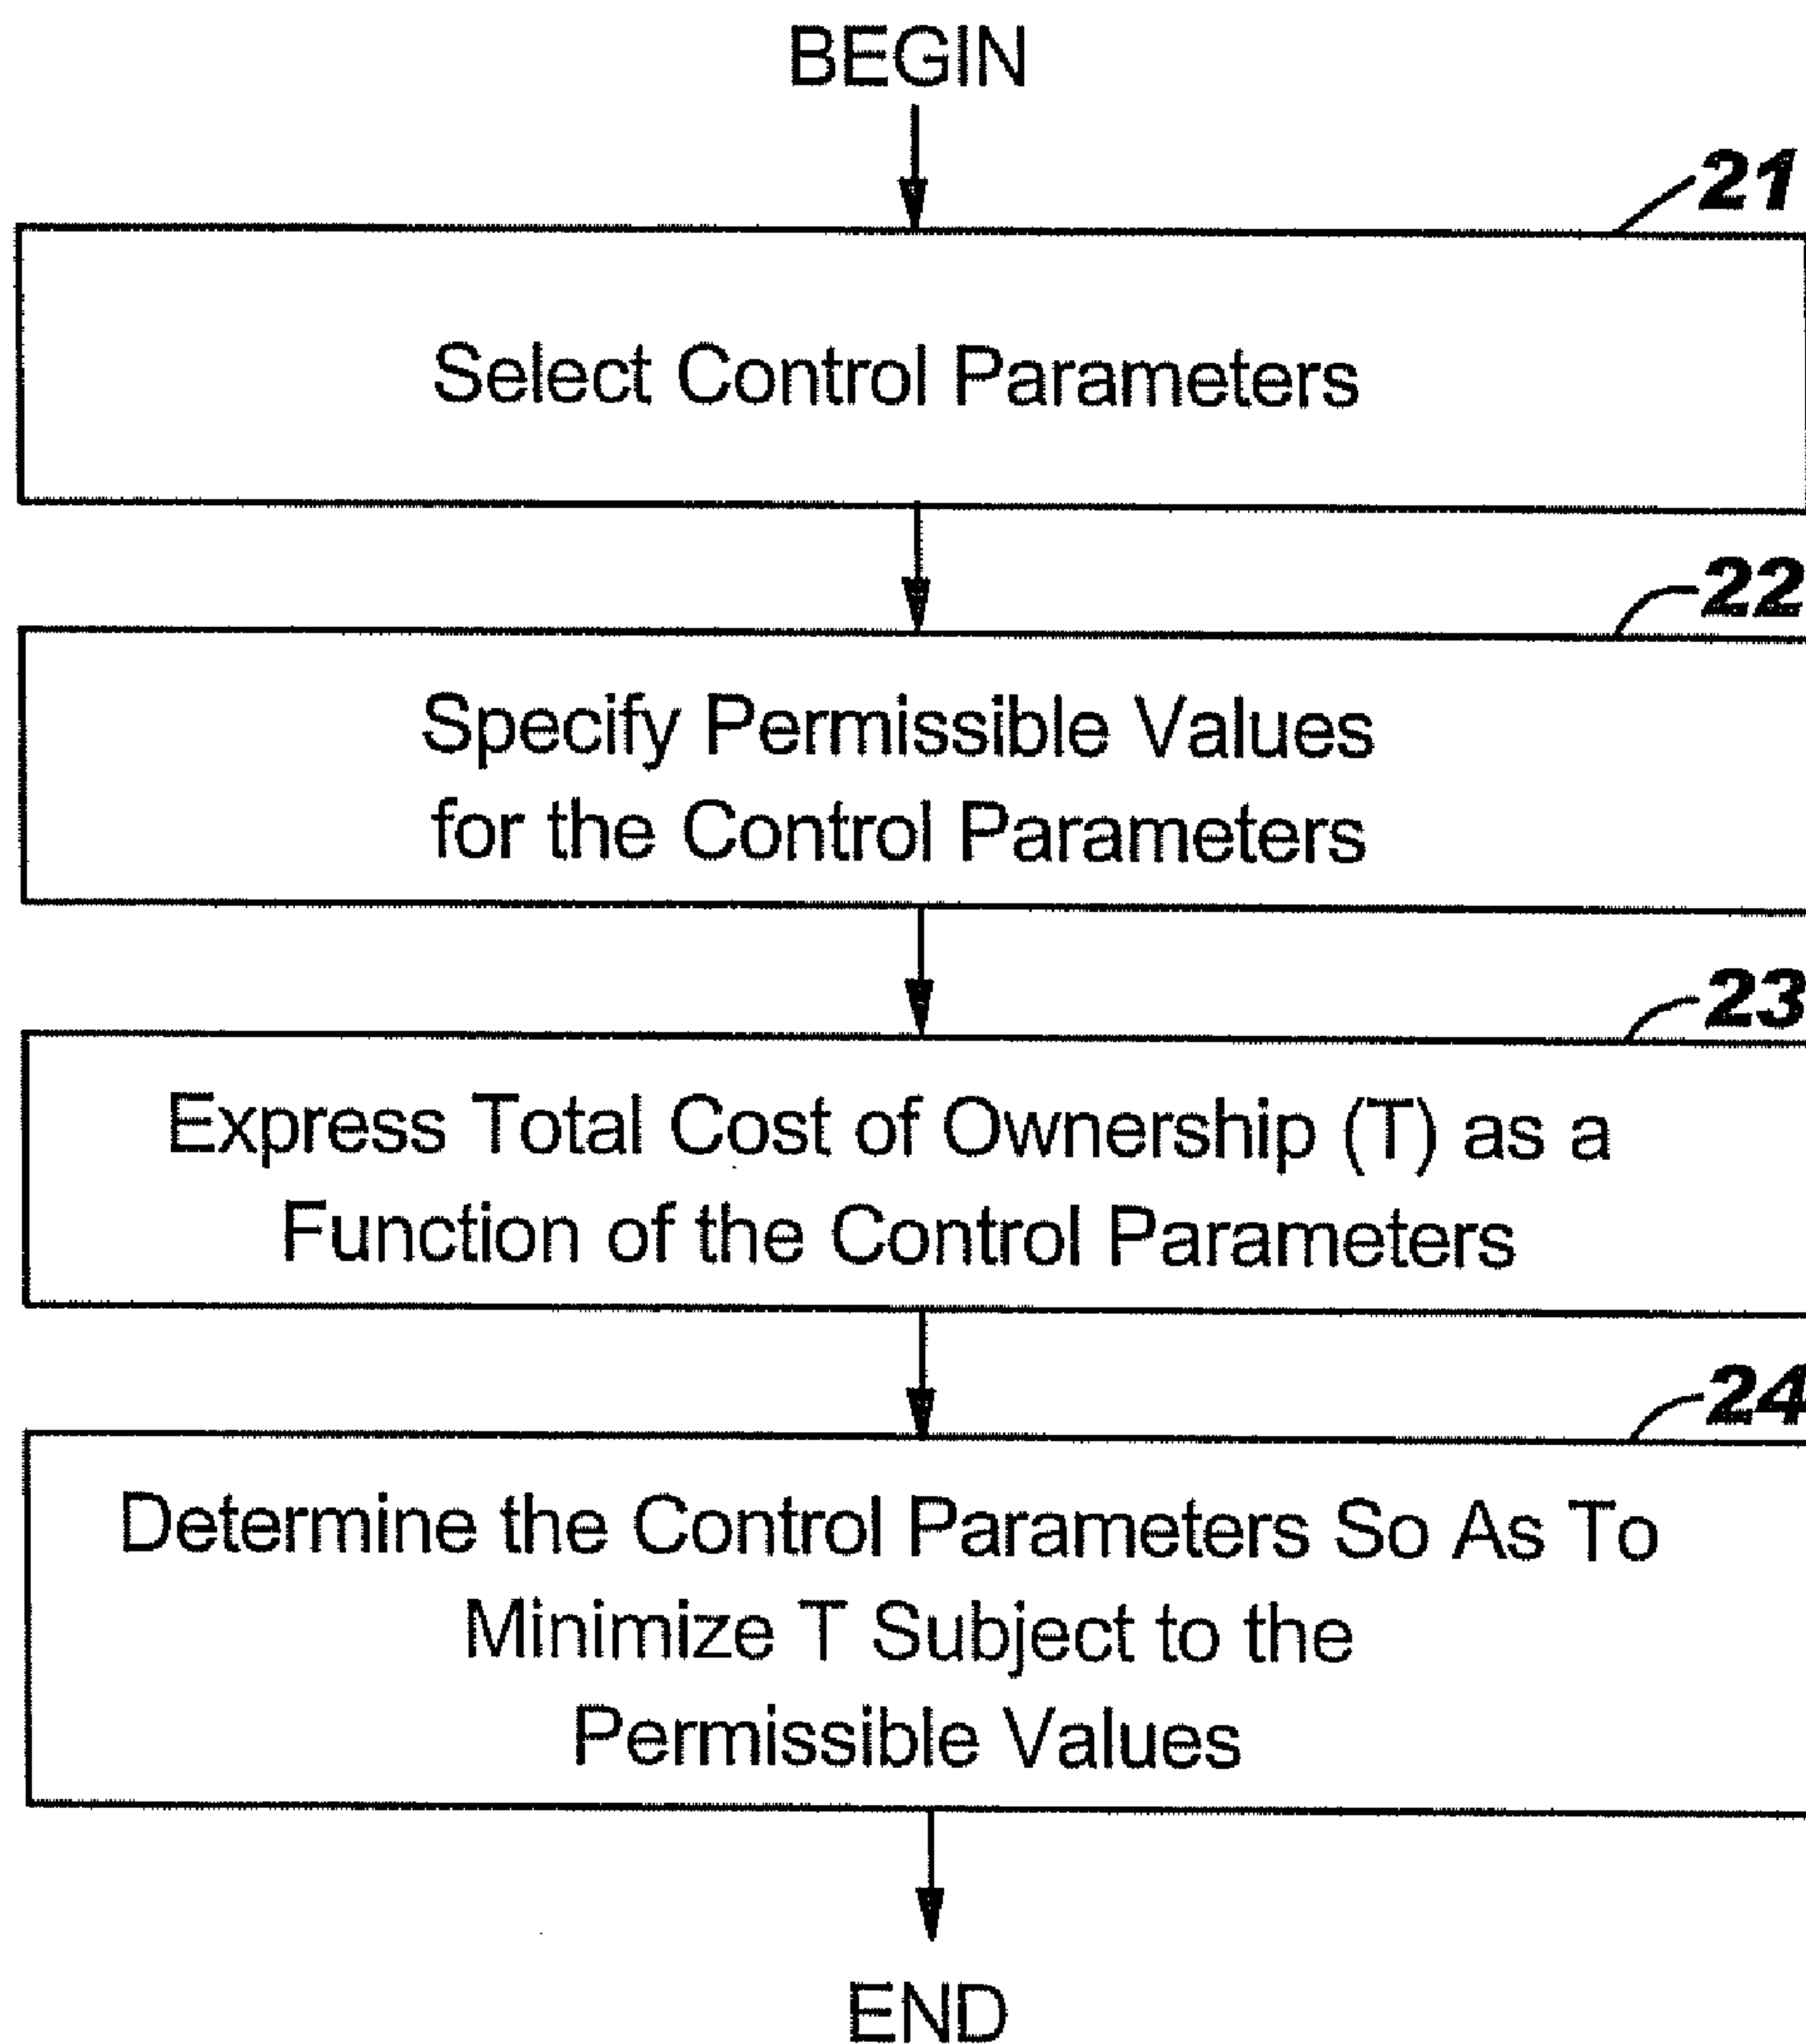 BEGIN
21
Select Control Parameters
22
Specify Permissible Values
for the Control Parameters
23
Express Total Cost of Ownership (T) as a
Function of the Control Parameters
24
Determine the Control Parameters So As To
Minimize T Subject to the
Permissible Values
END